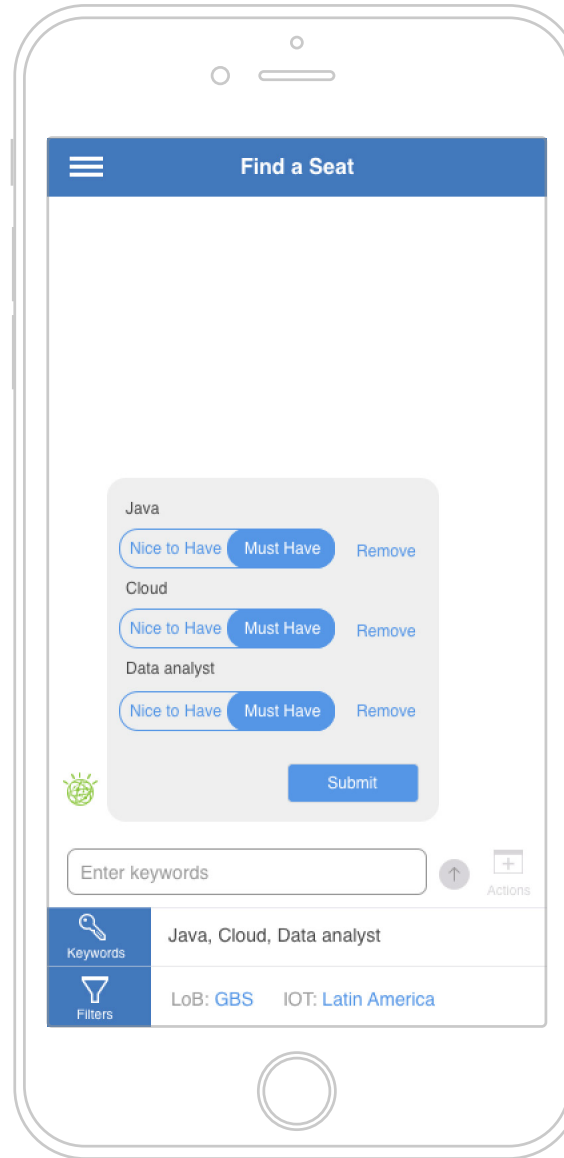 Find a Seat
Java
Nice to Have Must Have Remove
Cloud
Nice to Have Must Have Remove
Data analyst
Nice to Have Must Have Remove
Submit
Enter keywords
Actions
Keywords Java, Cloud, Data analyst
Filters LoB: GBS IOT: Latin America